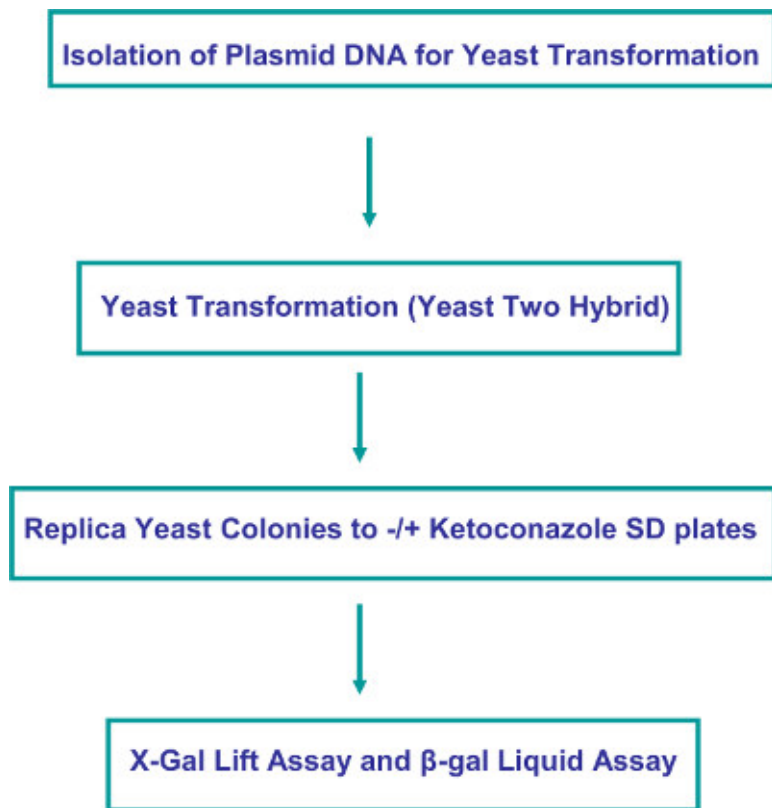 Isolation of Plasmid DNA for Yeast Transformation
Yeast Transformation (Yeast Two Hybrid)
Replica Yeast Colonies to -/+ Ketoconazole SD plates
X-Gal Lift Assay and β-gal Liquid Assay